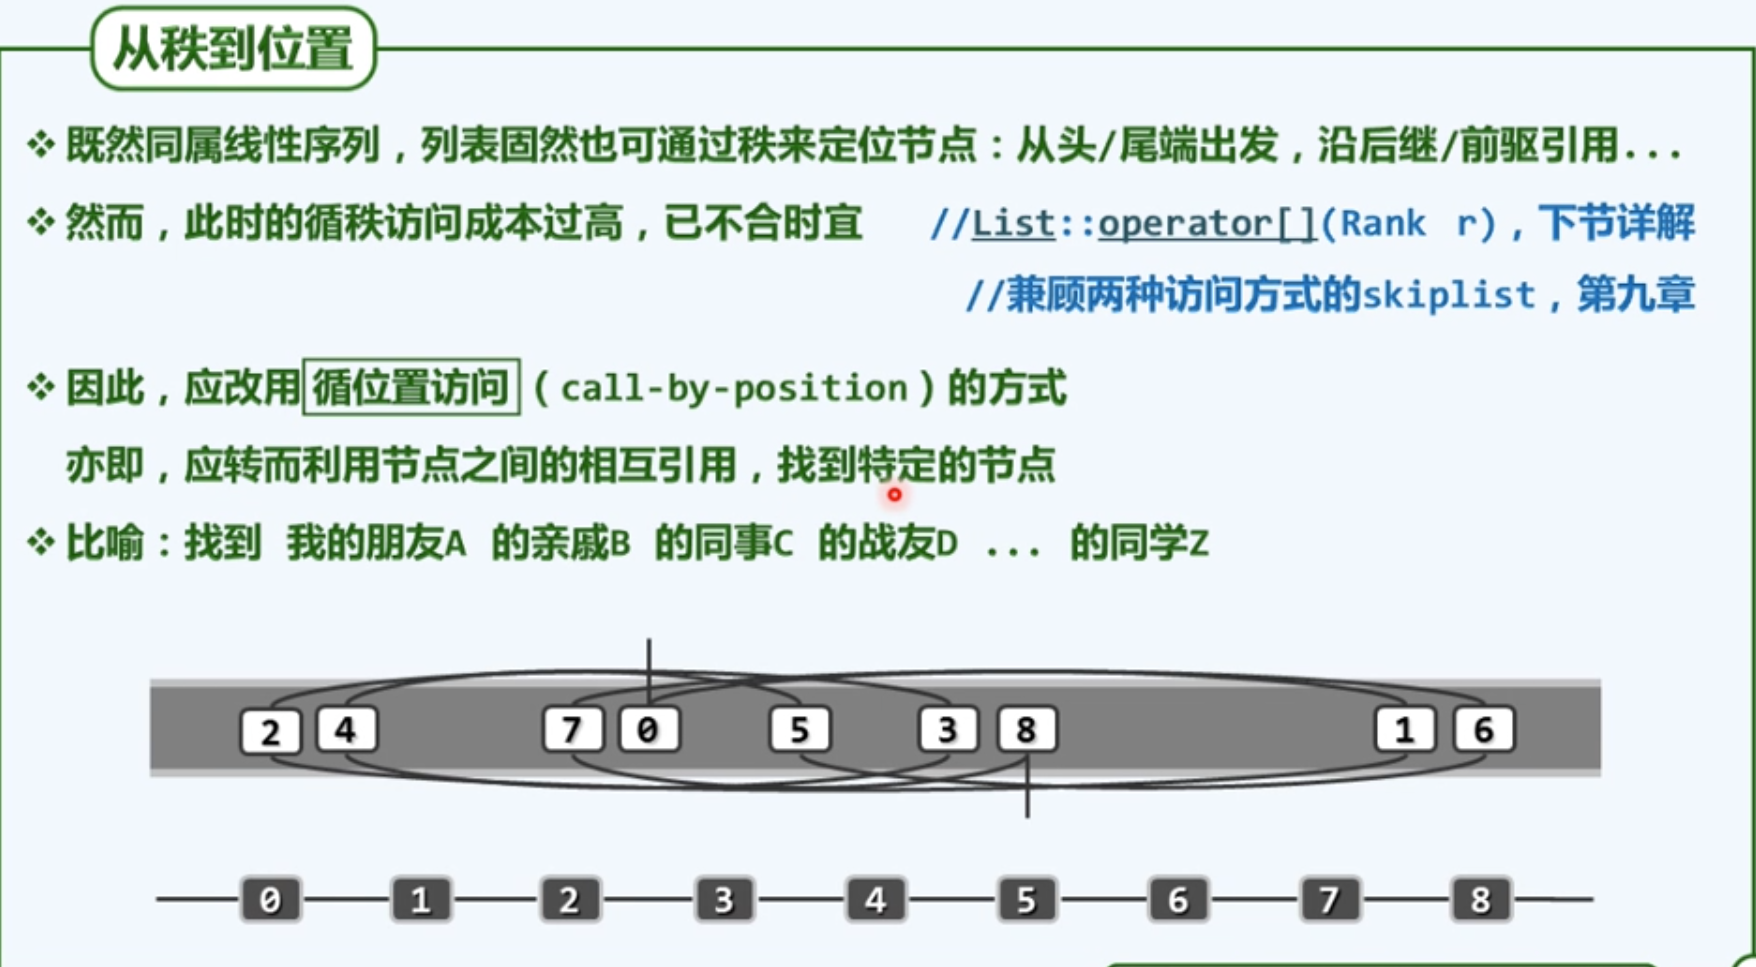 从秩到位置
❖ 既然同属线性序列，列表固然也可通过秩来定位节点：从头/尾端出发，沿后继/前驱引用...
❖ 然而，此时的循秩访问成本过高，已不合时宜 //List::operator[](Rank r)，下节详解
//兼顾两种访问方式的skiplist，第九章
❖ 因此，应改用循位置访问（call-by-position）的方式
亦即，应转而利用节点之间的相互引用，找到特定的节点
❖ 比喻：找到 我的朋友A 的亲戚B 的同事C 的战友D ... 的同学Z
2 4 7 0 5 3 8 1 6
0 1 2 3 4 5 6 7 8